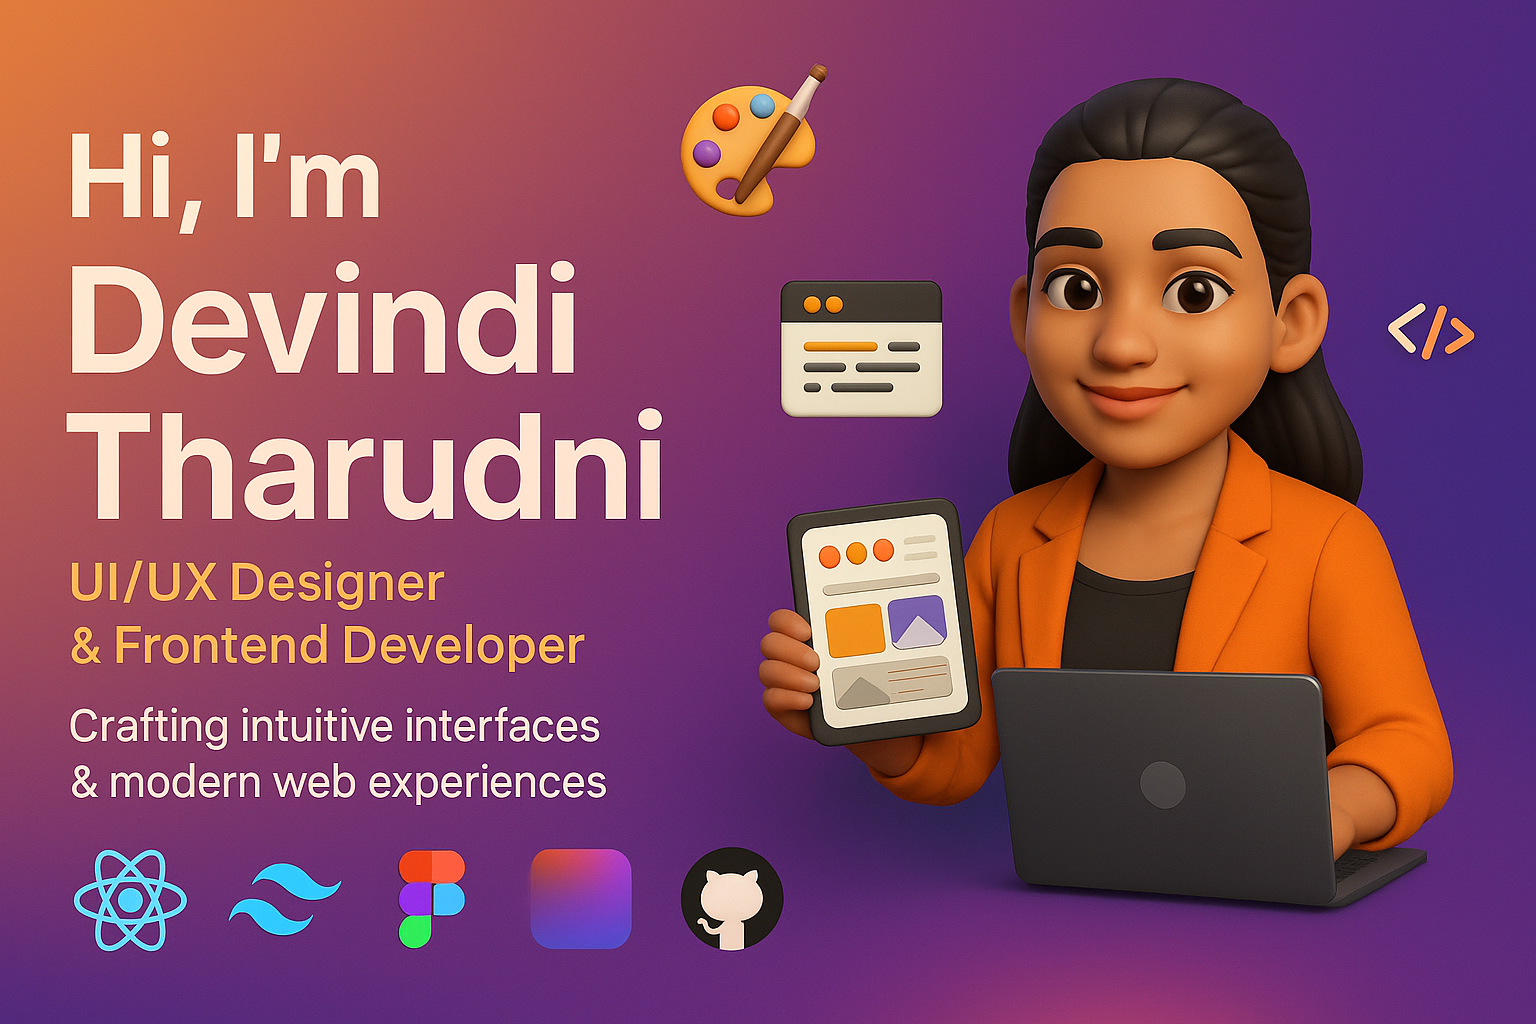 Hi, I'm
Devindi
Tharudni
UI/UX Designer
& Frontend Developer
Crafting intuitive interfaces
& modern web experiences
</>